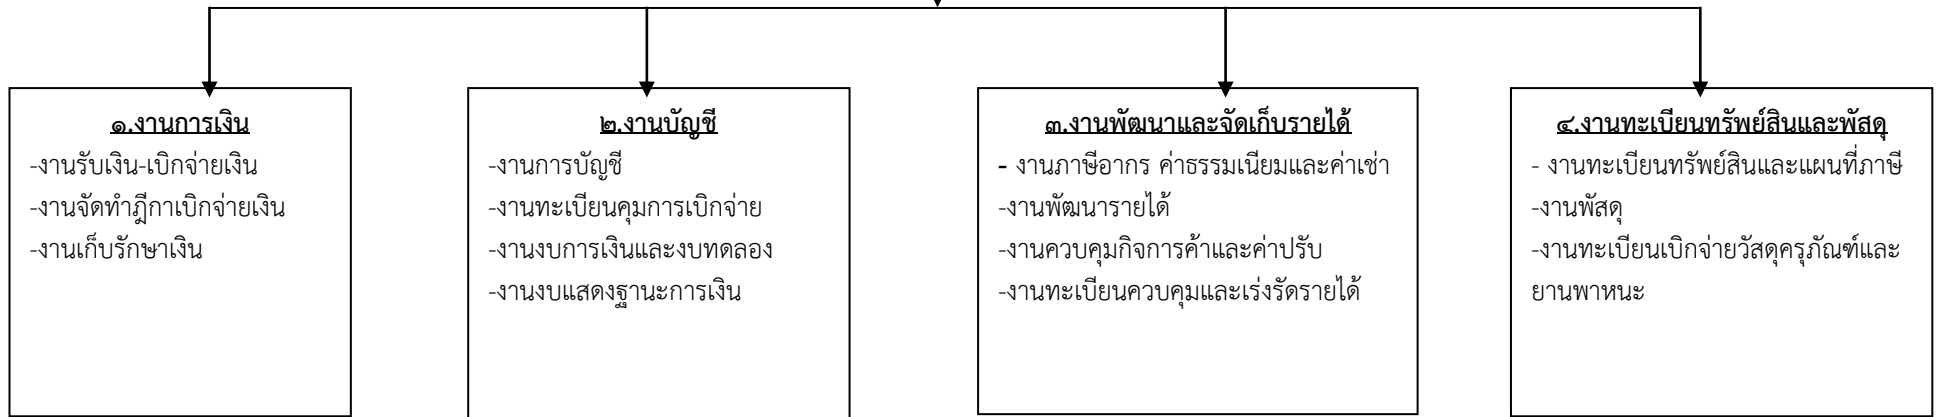 ๑.งานการเงิน
-งานรับเงิน-เบิกจ่ายเงิน
-งานจัดทำฎีกาเบิกจ่ายเงิน
-งานเก็บรักษาเงิน
๒.งานบัญชี
-งานการบัญชี
-งานทะเบียนคุมการเบิกจ่าย
-งานงบการเงินและงบทดลอง
-งานงบแสดงฐานะการเงิน
๓.งานพัฒนาและจัดเก็บรายได้
- งานภาษีอากร ค่าธรรมเนียมและค่าเช่า
-งานพัฒนารายได้
-งานควบคุมกิจการค้าและค่าปรับ
-งานทะเบียนควบคุมและเร่งรัดรายได้
๔.งานทะเบียนทรัพย์สินและพัสดุ
- งานทะเบียนทรัพย์สินและแผนที่ภาษี
-งานพัสดุ
-งานทะเบียนเบิกจ่ายวัสดุครุภัณฑ์และ
ยานพาหนะ